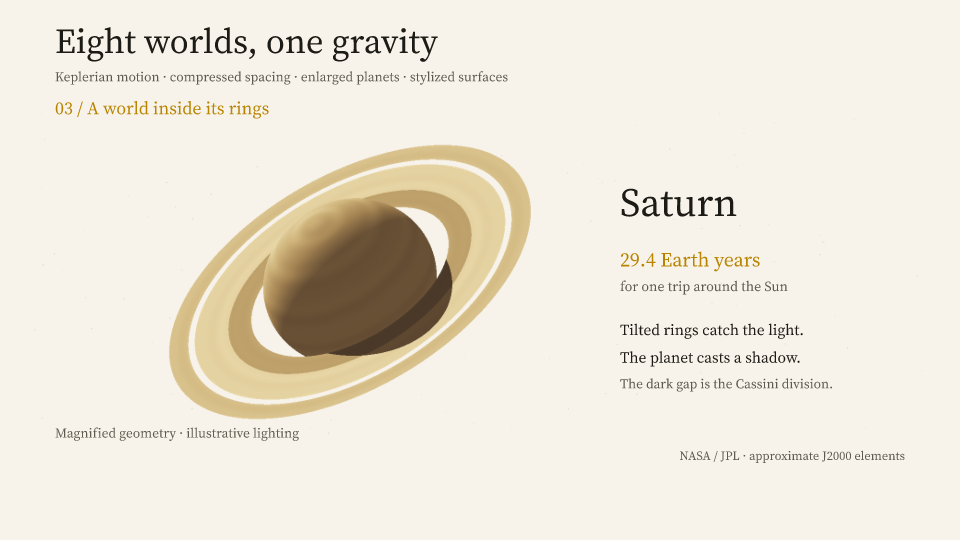 Eight worlds, one gravity
Keplerian motion · compressed spacing · enlarged planets · stylized surfaces
03 / A world inside its rings
Saturn
29.4 Earth years
for one trip around the Sun
Tilted rings catch the light.
The planet casts a shadow.
The dark gap is the Cassini division.
Magnified geometry · illustrative lighting
NASA / JPL · approximate J2000 elements